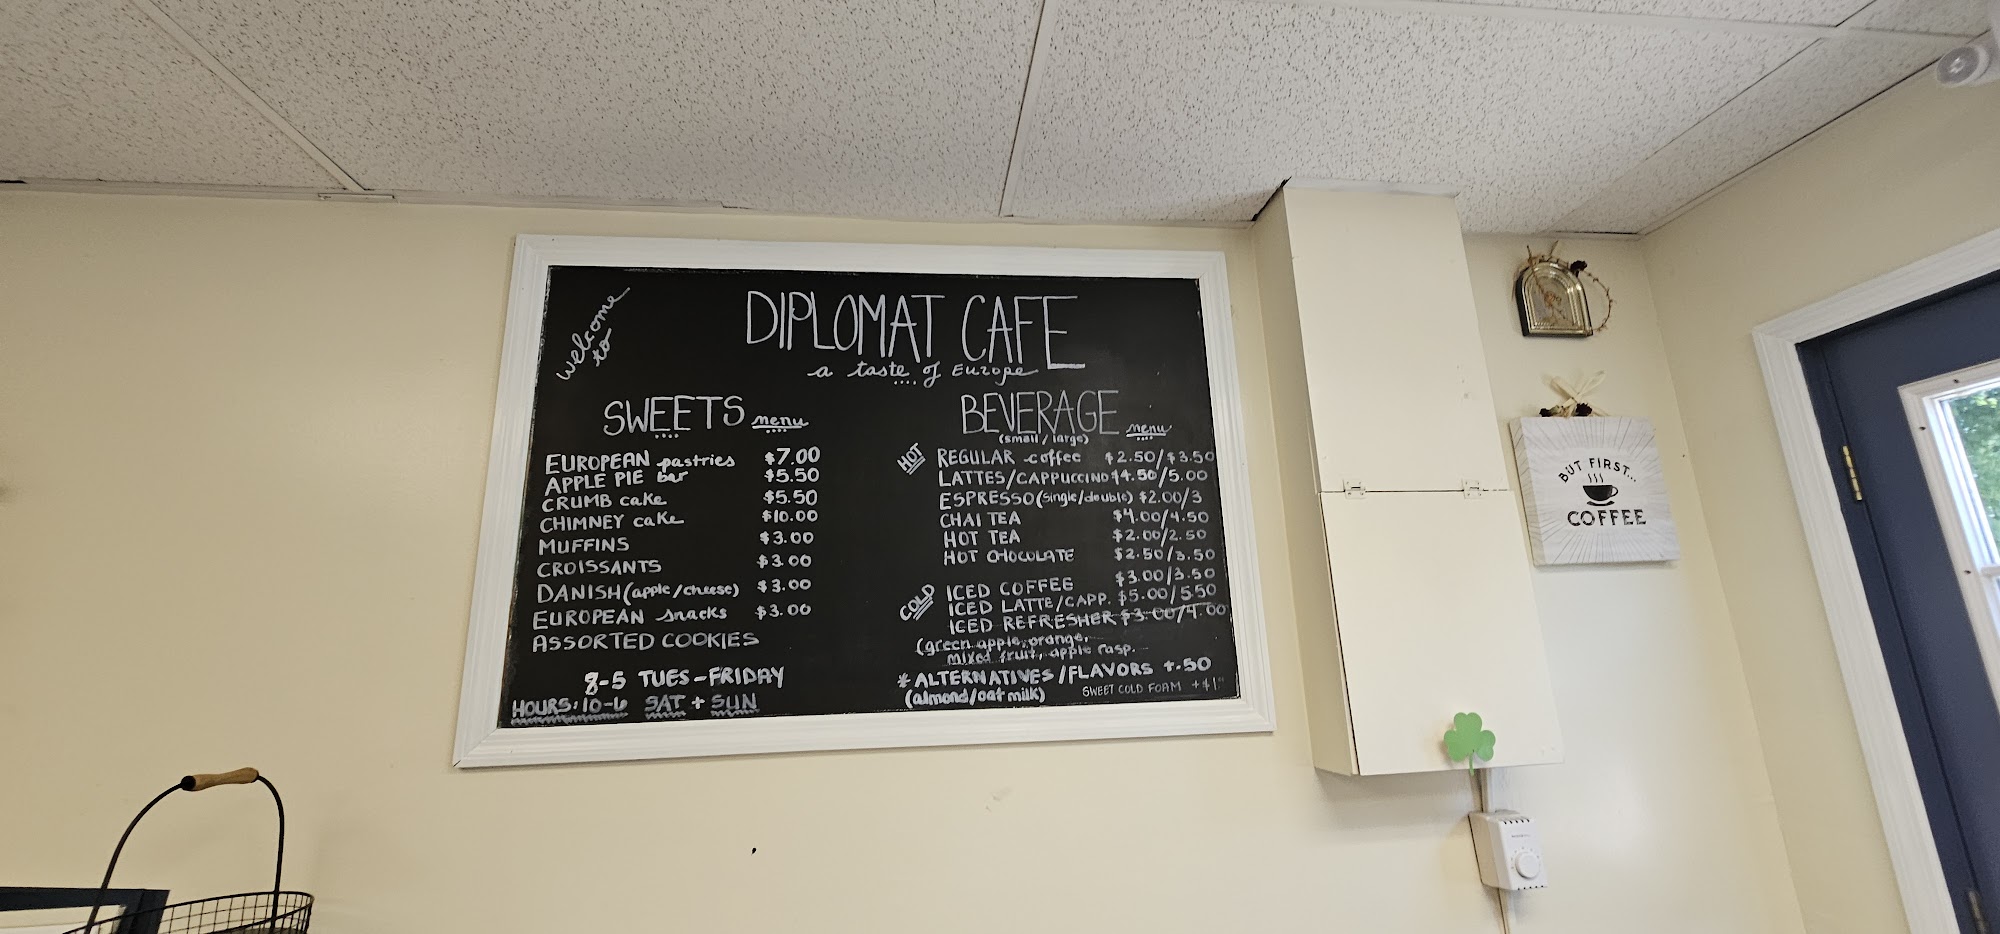 welcome
to
DIPLOMAT CAFE
a taste of Europe
SWEETS menu
EUROPEAN pastries $7.00
APPLE PIE bar $5.50
CRUMB cake $5.50
CHIMNEY cake $10.00
MUFFINS $3.00
CROISSANTS $3.00
DANISH (apple/cheese) $3.00
EUROPEAN snacks $3.00
ASSORTED COOKIES
8-5 TUES-FRIDAY
HOURS: 10-6 SAT + SUN
BEVERAGE menu
(small/large)
HOT
REGULAR coffee $2.50/$3.50
LATTES/CAPPUCCINO $4.50/5.00
ESPRESSO (single/double) $2.00/3
CHAI TEA $4.00/4.50
HOT TEA $2.00/2.50
HOT CHOCOLATE $2.50/3.50
COLD
ICED COFFEE $3.00/3.50
ICED LATTE/CAPP. $5.00/5.50
ICED REFRESHER $3.00/4.00
(green apple, orange,
mixed fruit, apple rasp.
* ALTERNATIVES/FLAVORS +.50
(almond/oat milk) SWEET COLD FOAM +$1
BUT FIRST...
COFFEE